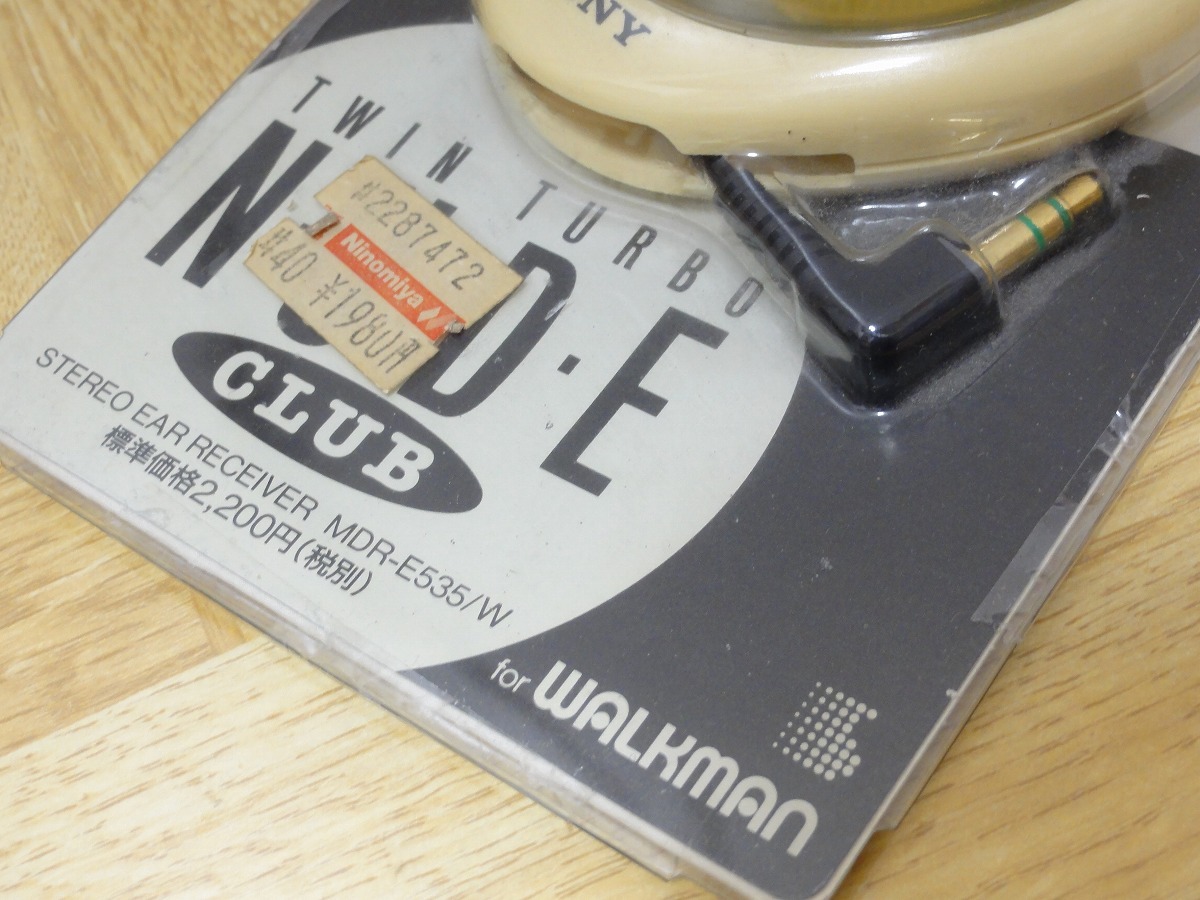 NY
TWIN TURBO
N D·E
CLUB
#2287472
Ninomiya
#40 ¥1980円
STEREO EAR RECEIVER MDR-E535/W
標準価格2,200円(税別)
for WALKMAN